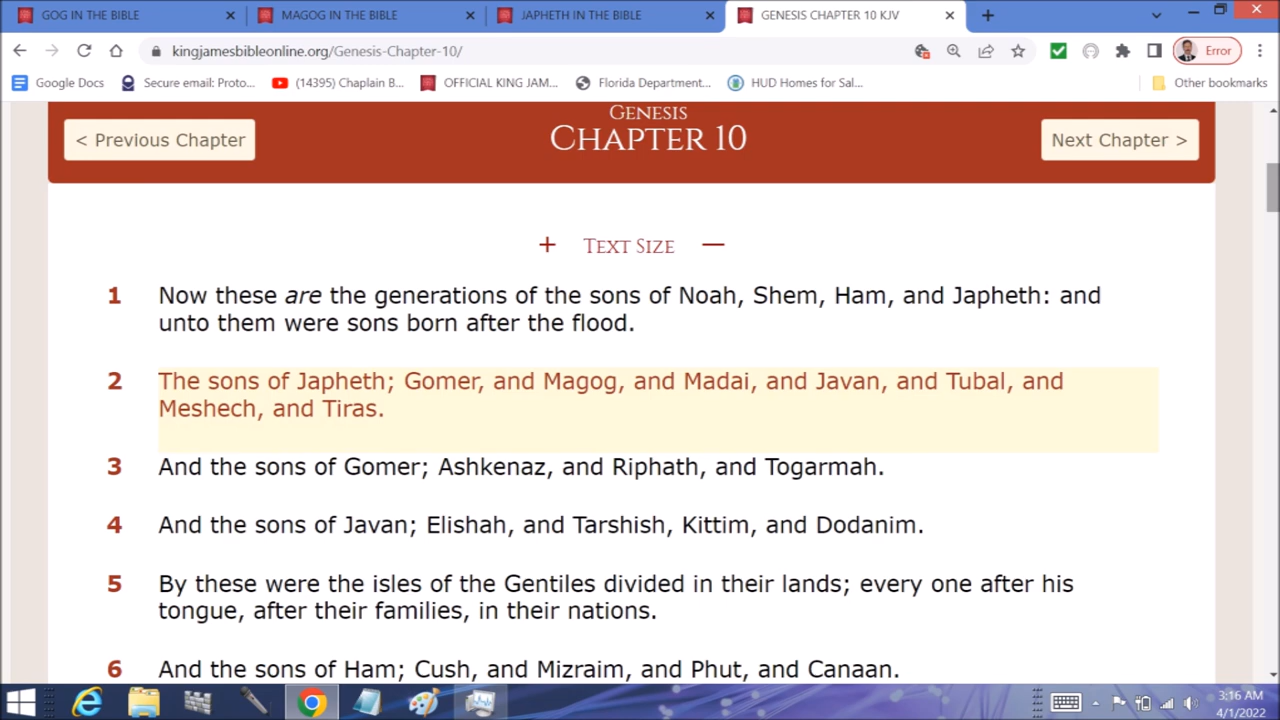 GOG IN THE BIBLE
MAGOG IN THE BIBLE
JAPHETH IN THE BIBLE
GENESIS CHAPTER 10 KJV
kingjamesbibleonline.org/Genesis-Chapter-10/
Error
Google Docs
Secure email: Proto...
(14395) Chaplain B...
OFFICIAL KING JAM...
Florida Department...
HUD Homes for Sal...
Other bookmarks
< Previous Chapter
GENESIS
CHAPTER 10
Next Chapter >
+ TEXT SIZE —
1 Now these are the generations of the sons of Noah, Shem, Ham, and Japheth: and
unto them were sons born after the flood.
2 The sons of Japheth; Gomer, and Magog, and Madai, and Javan, and Tubal, and
Meshech, and Tiras.
3 And the sons of Gomer; Ashkenaz, and Riphath, and Togarmah.
4 And the sons of Javan; Elishah, and Tarshish, Kittim, and Dodanim.
5 By these were the isles of the Gentiles divided in their lands; every one after his
tongue, after their families, in their nations.
6 And the sons of Ham; Cush, and Mizraim, and Phut, and Canaan.
3:16 AM
4/1/2022